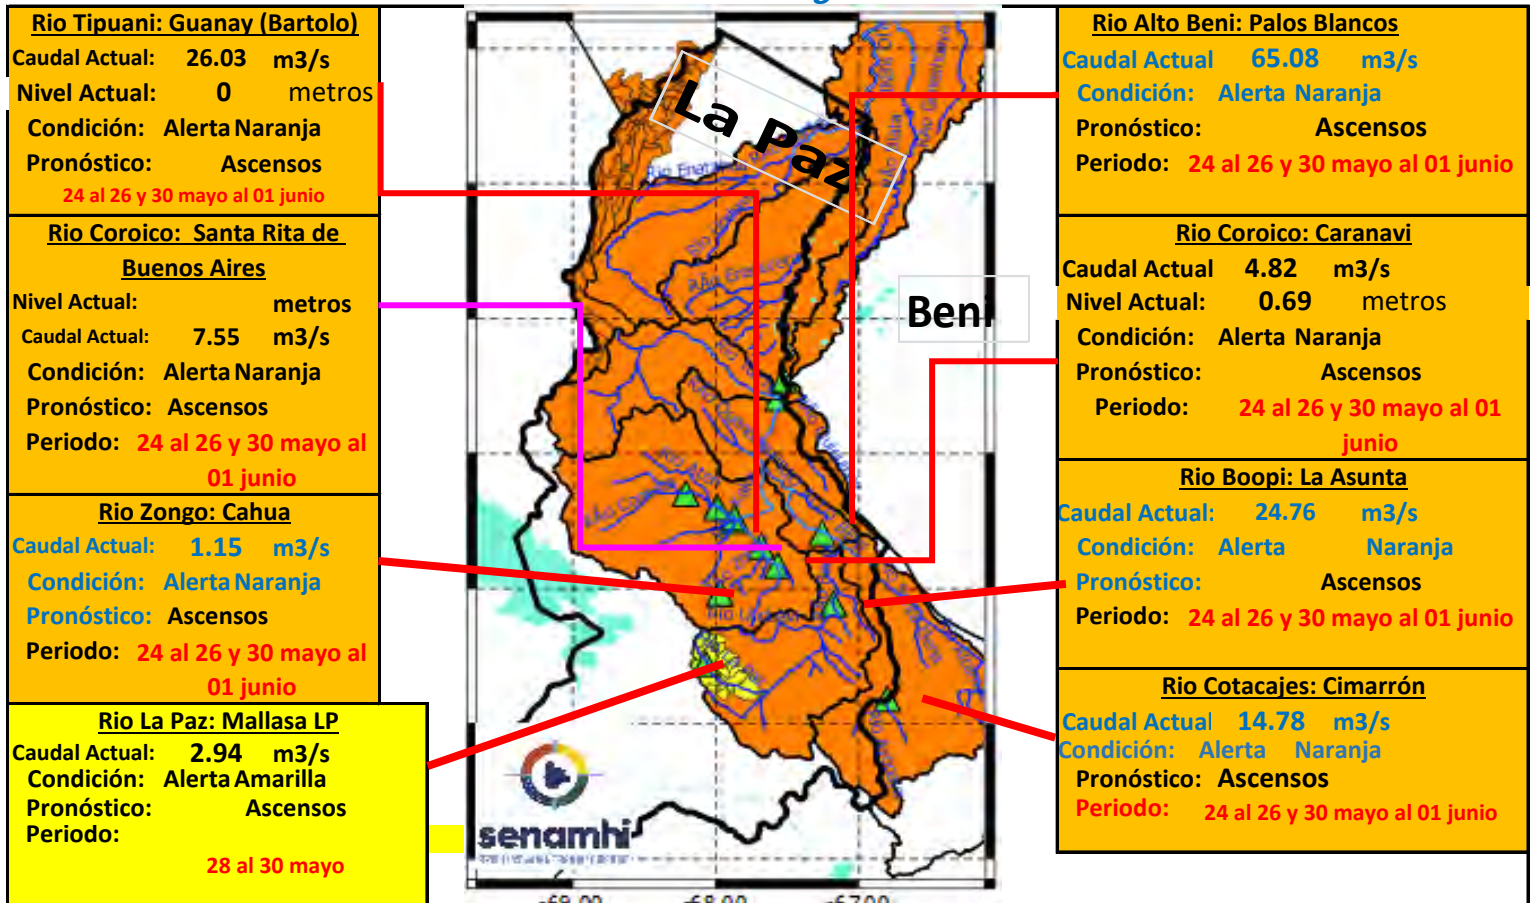 Rio Tipuani: Guanay (Bartolo)
Caudal Actual: 26.03 m3/s
Nivel Actual: 0 metros
Condición: Alerta Naranja
Pronóstico: Ascensos
24 al 26 y 30 mayo al 01 junio
Rio Coroico: Santa Rita de
Buenos Aires
Nivel Actual: metros
Caudal Actual: 7.55 m3/s
Condición: Alerta Naranja
Pronóstico: Ascensos
Periodo: 24 al 26 y 30 mayo al
01 junio
Rio Zongo: Cahua
Caudal Actual: 1.15 m3/s
Condición: Alerta Naranja
Pronóstico: Ascensos
Periodo: 24 al 26 y 30 mayo al
01 junio
Rio La Paz: Mallasa LP
Caudal Actual: 2.94 m3/s
Condición: Alerta Amarilla
Pronóstico: Ascensos
Periodo:
28 al 30 mayo
La Paz
Beni
senamhi
-69.00 -68.00 -67.00
Rio Alto Beni: Palos Blancos
Caudal Actual 65.08 m3/s
Condición: Alerta Naranja
Pronóstico: Ascensos
Periodo: 24 al 26 y 30 mayo al 01 junio
Rio Coroico: Caranavi
Caudal Actual 4.82 m3/s
Nivel Actual: 0.69 metros
Condición: Alerta Naranja
Pronóstico: Ascensos
Periodo: 24 al 26 y 30 mayo al 01
junio
Rio Boopi: La Asunta
Caudal Actual: 24.76 m3/s
Condición: Alerta Naranja
Pronóstico: Ascensos
Periodo: 24 al 26 y 30 mayo al 01 junio
Rio Cotacajes: Cimarrón
Caudal Actual 14.78 m3/s
Condición: Alerta Naranja
Pronóstico: Ascensos
Periodo: 24 al 26 y 30 mayo al 01 junio